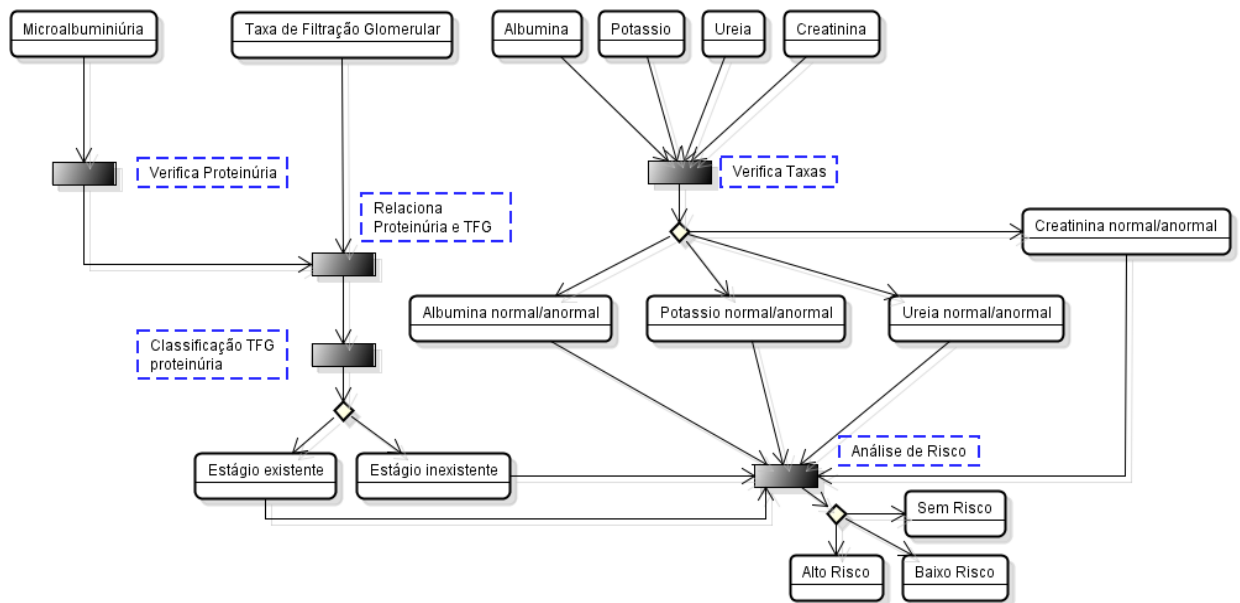 Microalbuminiúria
Taxa de Filtração Glomerular
Albumina
Potassio
Ureia
Creatinina
Verifica Proteinúria
Verifica Taxas
Relaciona
Proteinúria e TFG
Creatinina normal/anormal
Albumina normal/anormal
Potassio normal/anormal
Ureia normal/anormal
Classificação TFG
proteinúria
Estágio existente
Estágio inexistente
Análise de Risco
Sem Risco
Alto Risco
Baixo Risco